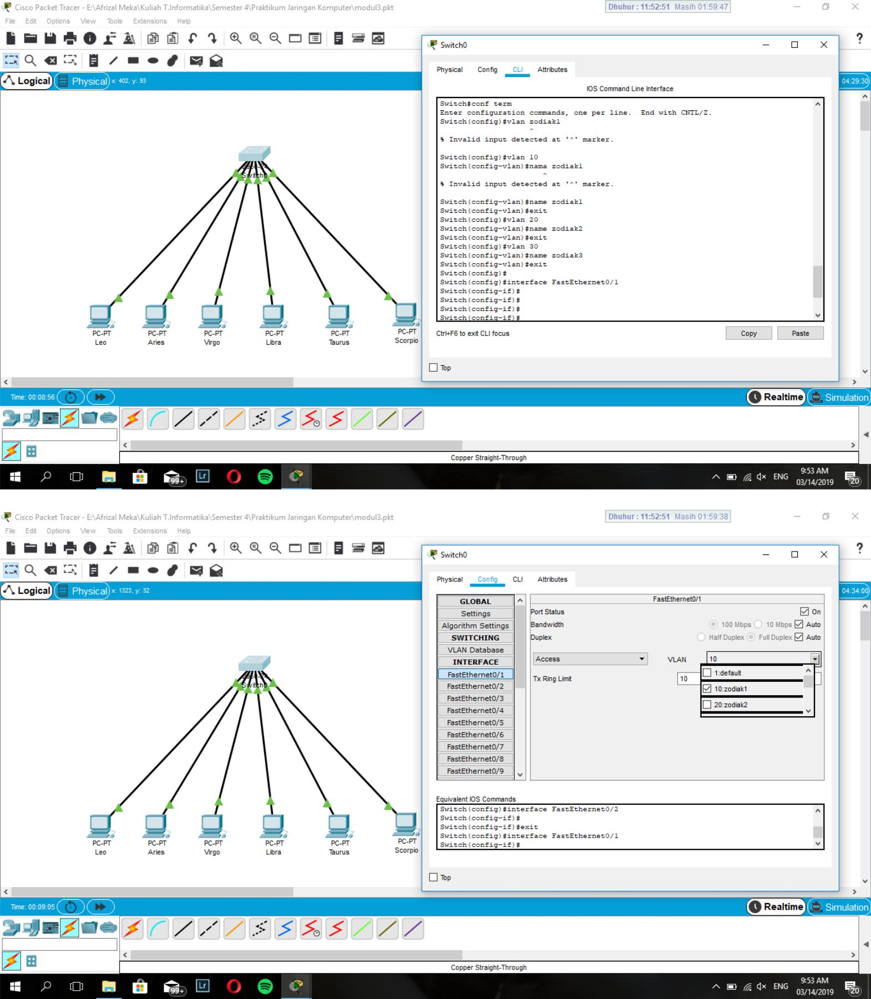 Cisco Packet Tracer - E:\Afrizal Meka\Kuliah T.Informatika\Semester 4\Praktikum Jaringan Komputer\modul3.pkt
Dhuhur : 11:52:51 Masih 01:59:47
File Edit Options View Tools Extensions Help
Logical Physical x: 402, y: 93
04:29:30
Switch0
PC-PT
Leo
PC-PT
Aries
PC-PT
Virgo
PC-PT
Libra
PC-PT
Taurus
PC-PT
Scorpio
Switch0
Physical Config CLI Attributes
IOS Command Line Interface
Switch#conf term
Enter configuration commands, one per line. End with CNTL/Z.
Switch(config)#vlan zodiak1
^
% Invalid input detected at '^' marker.
Switch(config)#vlan 10
Switch(config-vlan)#nama zodiak1
^
% Invalid input detected at '^' marker.
Switch(config-vlan)#name zodiak1
Switch(config-vlan)#exit
Switch(config)#vlan 20
Switch(config-vlan)#name zodiak2
Switch(config-vlan)#exit
Switch(config)#vlan 30
Switch(config-vlan)#name zodiak3
Switch(config-vlan)#exit
Switch(config)#
Switch(config)#interface FastEthernet0/1
Switch(config-if)#
Switch(config-if)#
Switch(config-if)#
Switch(config-if)#
Ctrl+F6 to exit CLI focus
Copy Paste
Top
Time: 00:08:56
Realtime Simulation
Copper Straight-Through
99+ Lr ENG 9:53 AM
03/14/2019 20
Cisco Packet Tracer - E:\Afrizal Meka\Kuliah T.Informatika\Semester 4\Praktikum Jaringan Komputer\modul3.pkt
Dhuhur : 11:52:51 Masih 01:59:38
File Edit Options View Tools Extensions Help
Logical Physical x: 1323, y: 32
04:34:00
Switch0
PC-PT
Leo
PC-PT
Aries
PC-PT
Virgo
PC-PT
Libra
PC-PT
Taurus
PC-PT
Scorpio
Switch0
Physical Config CLI Attributes
GLOBAL
Settings
Algorithm Settings
SWITCHING
VLAN Database
INTERFACE
FastEthernet0/1
FastEthernet0/2
FastEthernet0/3
FastEthernet0/4
FastEthernet0/5
FastEthernet0/6
FastEthernet0/7
FastEthernet0/8
FastEthernet0/9
FastEthernet0/1
Port Status On
Bandwidth 100 Mbps 10 Mbps Auto
Duplex Half Duplex Full Duplex Auto
Access VLAN 10
1:default
Tx Ring Limit 10
10:zodiak1
20:zodiak2
Equivalent IOS Commands
Switch(config)#interface FastEthernet0/2
Switch(config-if)#
Switch(config-if)#exit
Switch(config)#interface FastEthernet0/1
Switch(config-if)#
Top
Time: 00:09:05
Realtime Simulation
Copper Straight-Through
99+ Lr ENG 9:53 AM
03/14/2019 20